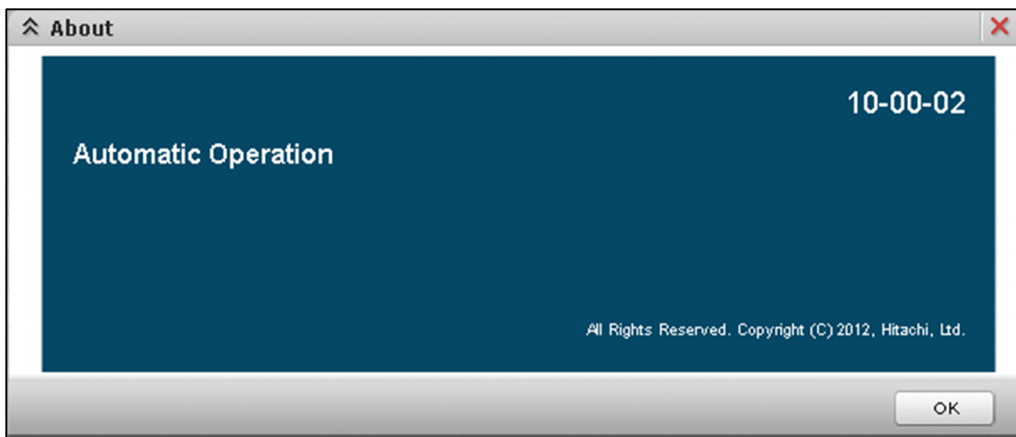 About
10-00-02
Automatic Operation
All Rights Reserved. Copyright (C) 2012, Hitachi, Ltd.
OK